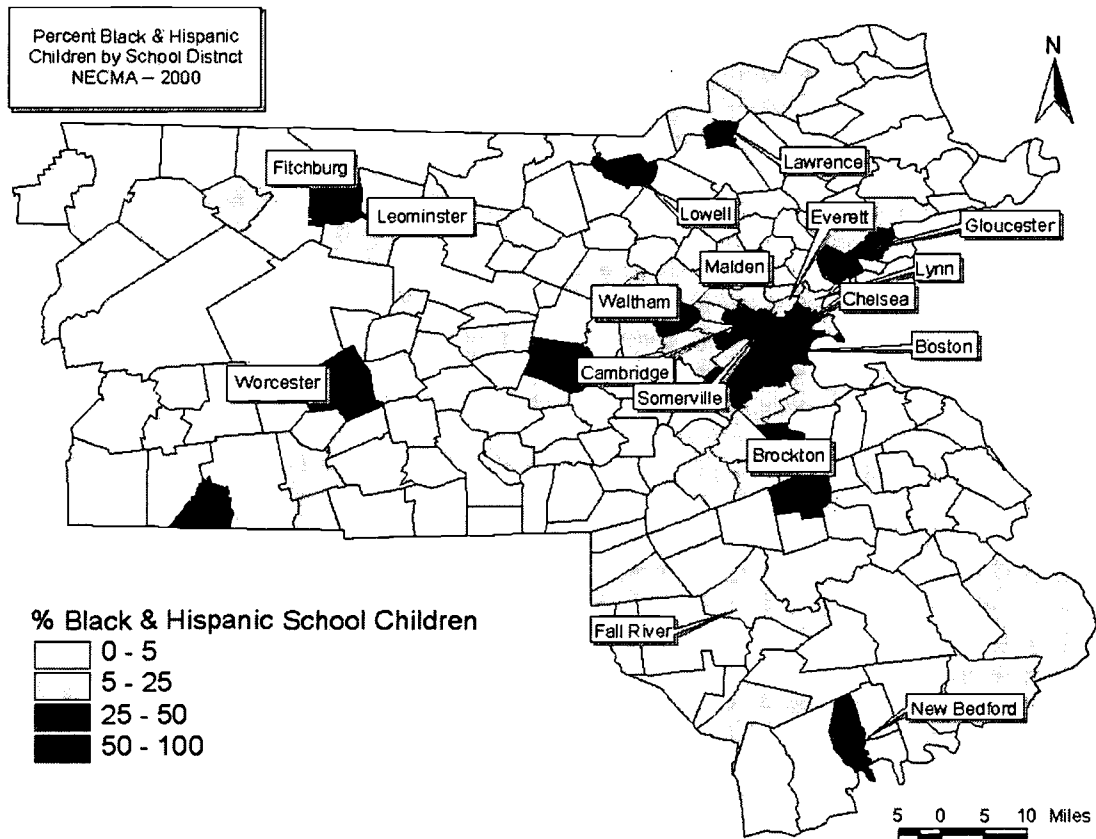 Percent Black & Hispanic
Children by School Distnct
NECMA – 2000
N
Fitchburg
Lawrence
Leominster
Lowell
Everett
Gloucester
Malden
Lynn
Waltham
Chelsea
Boston
Worcester
Cambridge
Somerville
Brockton
% Black & Hispanic School Children
0 - 5
5 - 25
25 - 50
50 - 100
Fall River
New Bedford
5 0 5 10 Miles